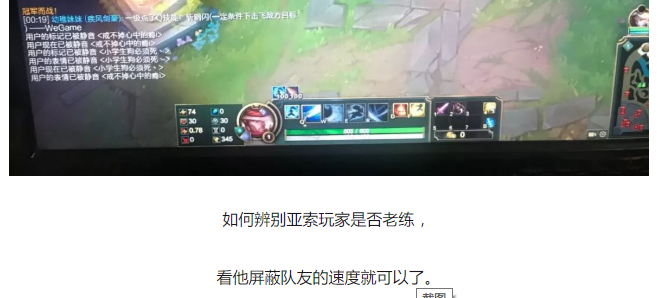 冠军而战!
[00:19] 幼稚妹妹 (疾风剑豪): 一级点了Q技能! 斩钢闪(一定条件下击飞敌方目标
) ——WeGame
用户的标记已被静音 <戒不掉心中的瘾>
用户现在已被静音 <戒不掉心中的瘾>
用户的标记已被静音 <小学生狗必须死
用户的表情已被静音 <小学生狗必须死
用户现在已被静音 <小学生狗必须死
用户的表情已被静音 <戒不掉心中的瘾>
100 100
74 0
30 30
0.78 0
0 345
1
Q W E
600 / 600
1 2 3
5 6 7
0
如何辨别亚索玩家是否老练，
看他屏蔽队友的速度就可以了。
截图